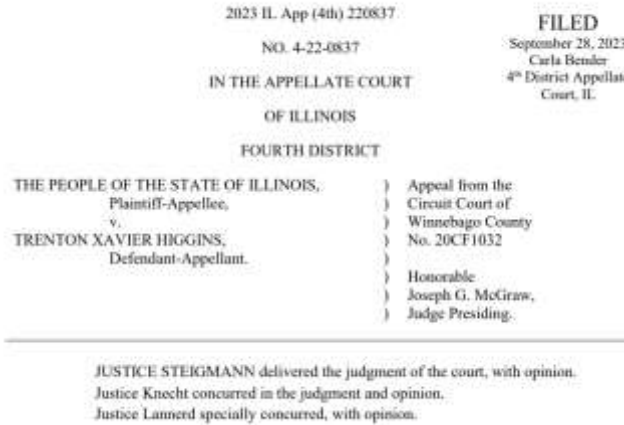 2023 IL App (4th) 220837
NO. 4-22-0837
IN THE APPELLATE COURT
OF ILLINOIS
FOURTH DISTRICT
FILED
September 28, 2023
Carla Bender
4th District Appellate
Court, IL
THE PEOPLE OF THE STATE OF ILLINOIS,
Plaintiff-Appellee,
v.
TRENTON XAVIER HIGGINS,
Defendant-Appellant.
) Appeal from the
) Circuit Court of
) Winnebago County
) No. 20CF1032
)
) Honorable
) Joseph G. McGraw,
) Judge Presiding.
JUSTICE STEIGMANN delivered the judgment of the court, with opinion.
Justice Knecht concurred in the judgment and opinion.
Justice Lannerd specially concurred, with opinion.